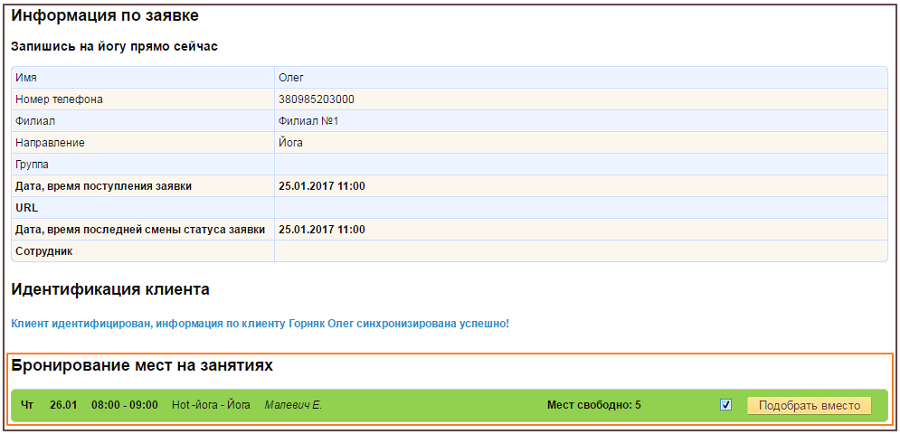 Информация по заявке
Запишись на йогу прямо сейчас
Имя Олег
Номер телефона 380985203000
Филиал Филиал №1
Направление Йога
Группа
Дата, время поступления заявки 25.01.2017 11:00
URL
Дата, время последней смены статуса заявки 25.01.2017 11:00
Сотрудник
Идентификация клиента
Клиент идентифицирован, информация по клиенту Горняк Олег синхронизирована успешно!
Бронирование мест на занятиях
Чт 26.01 08:00 - 09:00 Hot -йога - Йога Малевич Е. Мест свободно: 5 Подобрать вместо